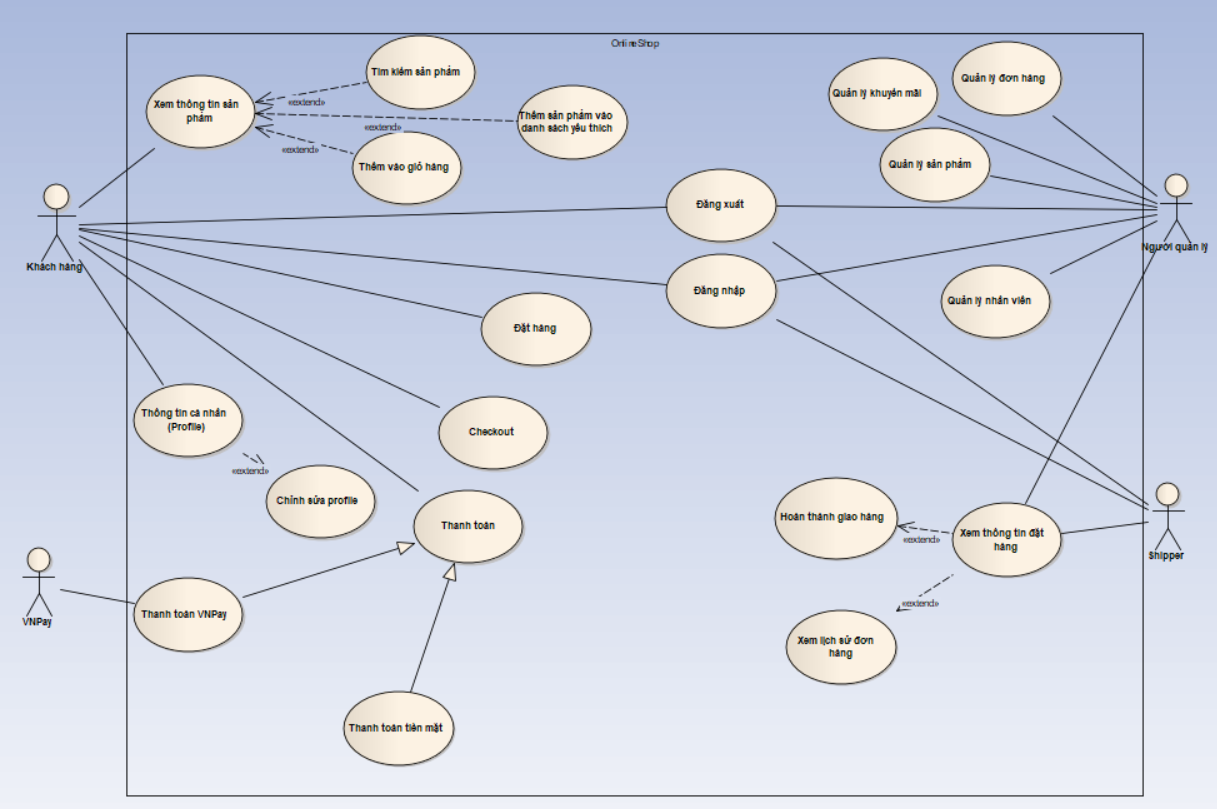 OnlineShop
Tìm kiếm sản phẩm
Xem thông tin sản
phẩm
«extend»
Thêm sản phẩm vào
danh sách yêu thích
«extend»
«extend»
Thêm vào giỏ hàng
Quản lý khuyến mãi
Quản lý đơn hàng
Quản lý sản phẩm
Đăng xuất
Khách hàng
Người quản lý
Đăng nhập
Quản lý nhân viên
Đặt hàng
Thông tin cá nhân
(Profile)
Checkout
«extend»
Chỉnh sửa profile
Thanh toán
Hoàn thành giao hàng
«extend»
Xem thông tin đặt
hàng
Shipper
«extend»
VNPay
Thanh toán VNPay
Xem lịch sử đơn
hàng
Thanh toán tiền mặt